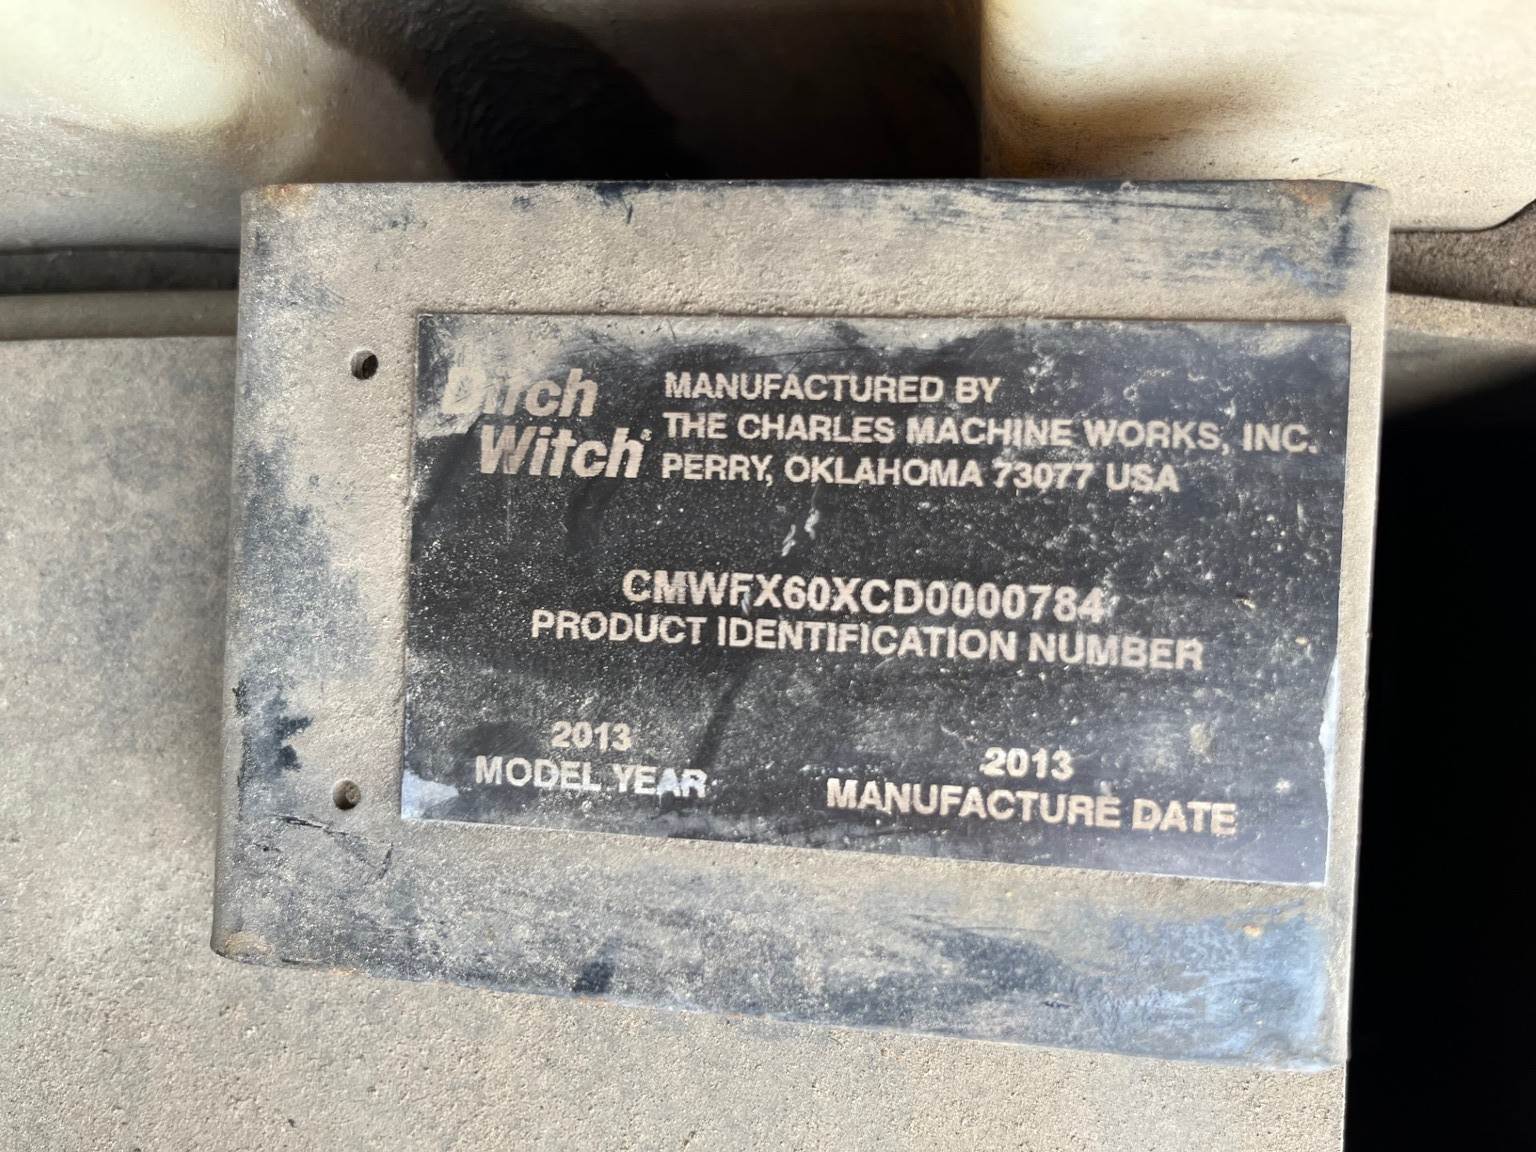 Ditch
Witch®
MANUFACTURED BY
THE CHARLES MACHINE WORKS, INC.
PERRY, OKLAHOMA 73077 USA
CMWFX60XCD0000784
PRODUCT IDENTIFICATION NUMBER
2013
MODEL YEAR
2013
MANUFACTURE DATE